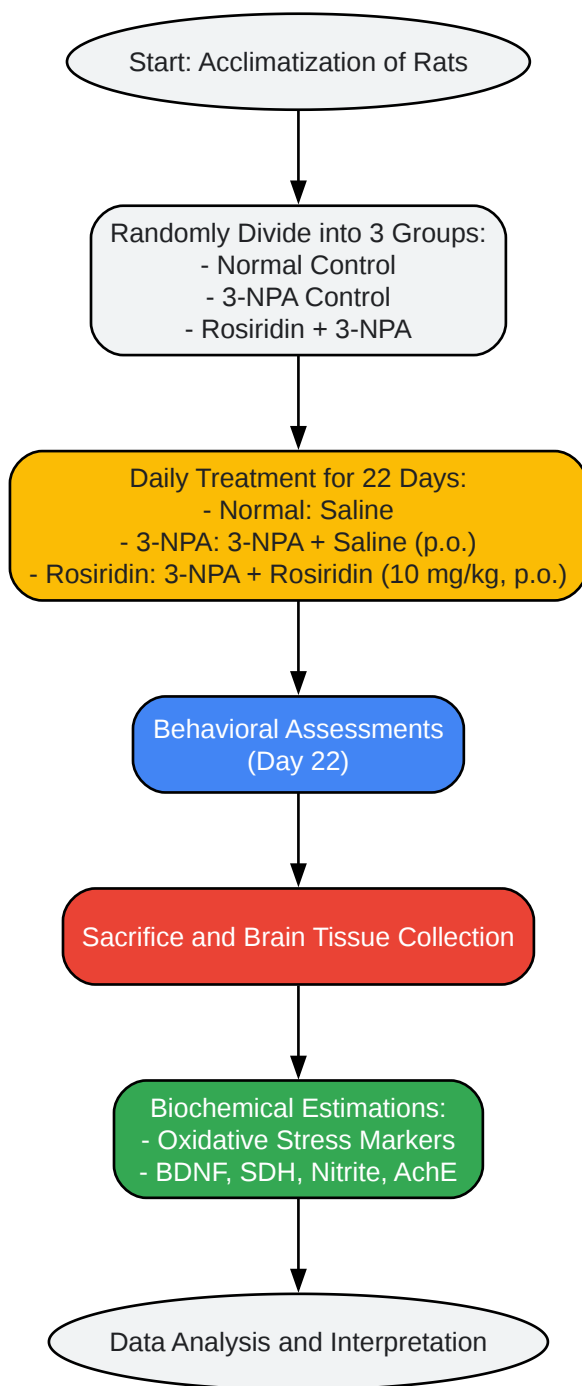 Start: Acclimatization of Rats
Randomly Divide into 3 Groups:
- Normal Control
- 3-NPA Control
- Rosiridin + 3-NPA
Daily Treatment for 22 Days:
- Normal: Saline
- 3-NPA: 3-NPA + Saline (p.o.)
- Rosiridin: 3-NPA + Rosiridin (10 mg/kg, p.o.)
Behavioral Assessments
(Day 22)
Sacrifice and Brain Tissue Collection
Biochemical Estimations:
- Oxidative Stress Markers
- BDNF, SDH, Nitrite, AchE
Data Analysis and Interpretation